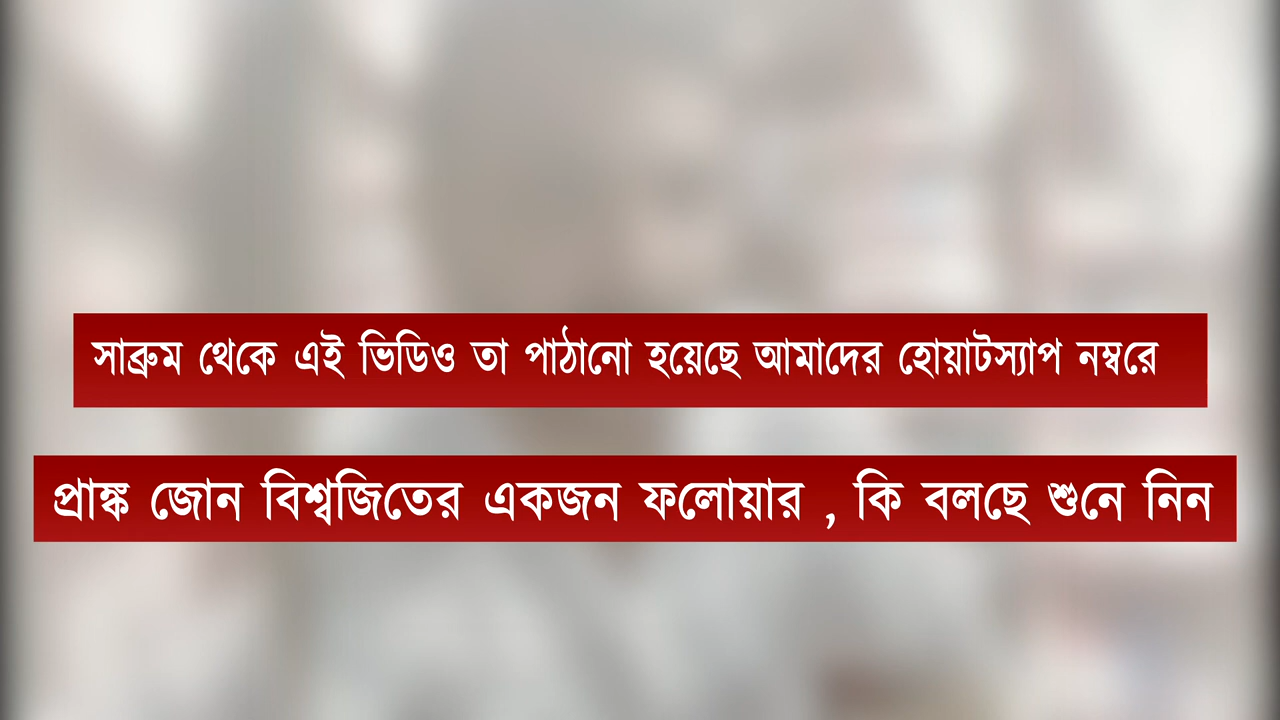 সাব্রুম থেকে এই ভিডিও তা পাঠানো হয়েছে আমাদের হোয়াটস্যাপ নম্বরে
প্রাঙ্ক জোন বিশ্বজিতের একজন ফলোয়ার , কি বলছে শুনে নিন